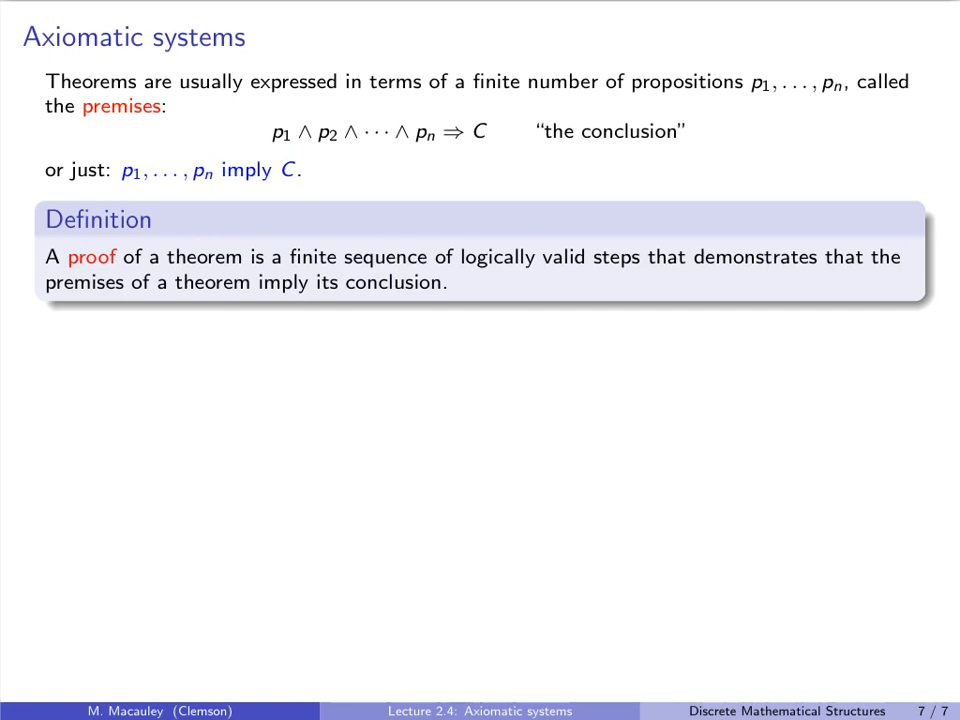 Axiomatic systems
Theorems are usually expressed in terms of a finite number of propositions p₁, . . . , pₙ, called
the premises:
p₁ ∧ p₂ ∧ · · · ∧ pₙ ⇒ C “the conclusion”
or just: p₁, . . . , pₙ imply C.
Definition
A proof of a theorem is a finite sequence of logically valid steps that demonstrates that the
premises of a theorem imply its conclusion.
M. Macauley (Clemson) Lecture 2.4: Axiomatic systems Discrete Mathematical Structures 7 / 7